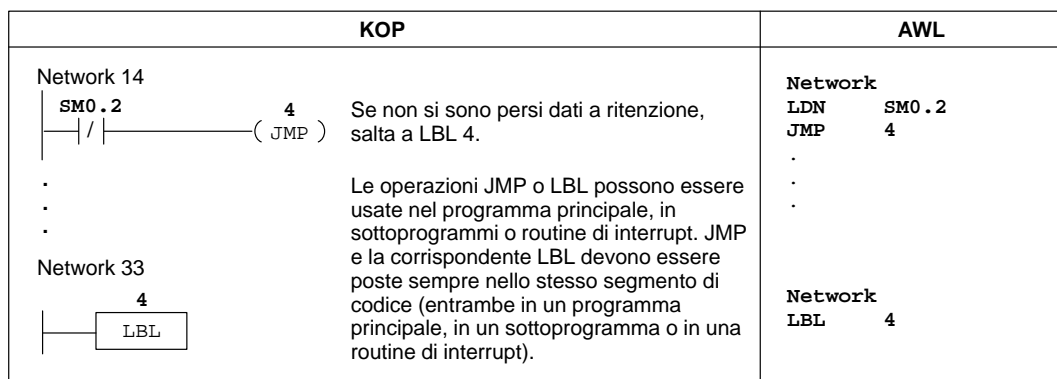 KOP
AWL
Network 14
SM0.2
4
/
( JMP )
Se non si sono persi dati a ritenzione,
salta a LBL 4.
.
.
.
Le operazioni JMP o LBL possono essere
usate nel programma principale, in
sottoprogrammi o routine di interrupt. JMP
e la corrispondente LBL devono essere
poste sempre nello stesso segmento di
codice (entrambe in un programma
principale, in un sottoprogramma o in una
routine di interrupt).
Network 33
4
LBL
Network
LDN SM0.2
JMP 4
.
.
.
Network
LBL 4